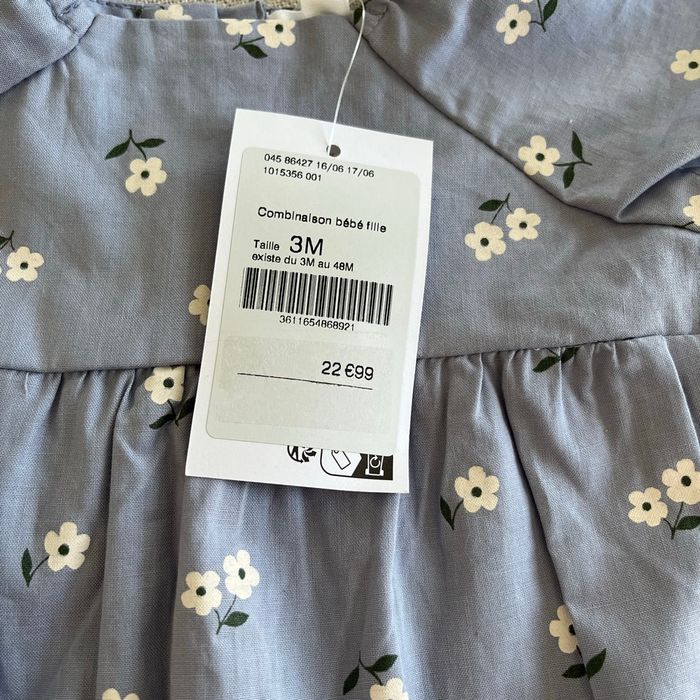 045 86427 16/06 17/06
1015356 001
Combinaison bébé fille
Taille 3M
existe du 3M au 48M
3611654868921
22 €99